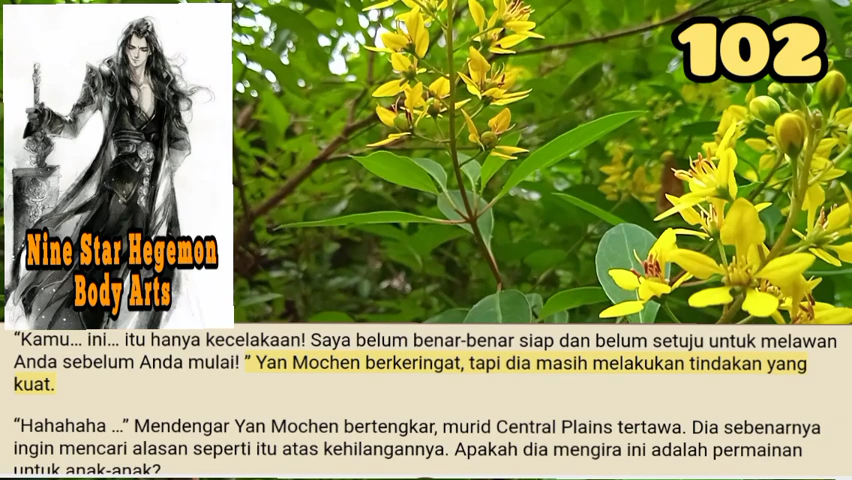 102
Nine Star Hegemon
Body Arts
“Kamu… ini… itu hanya kecelakaan! Saya belum benar-benar siap dan belum setuju untuk melawan
Anda sebelum Anda mulai! ” Yan Mochen berkeringat, tapi dia masih melakukan tindakan yang
kuat.
“Hahahaha …” Mendengar Yan Mochen bertengkar, murid Central Plains tertawa. Dia sebenarnya
ingin mencari alasan seperti itu atas kehilangannya. Apakah dia mengira ini adalah permainan
untuk anak-anak?